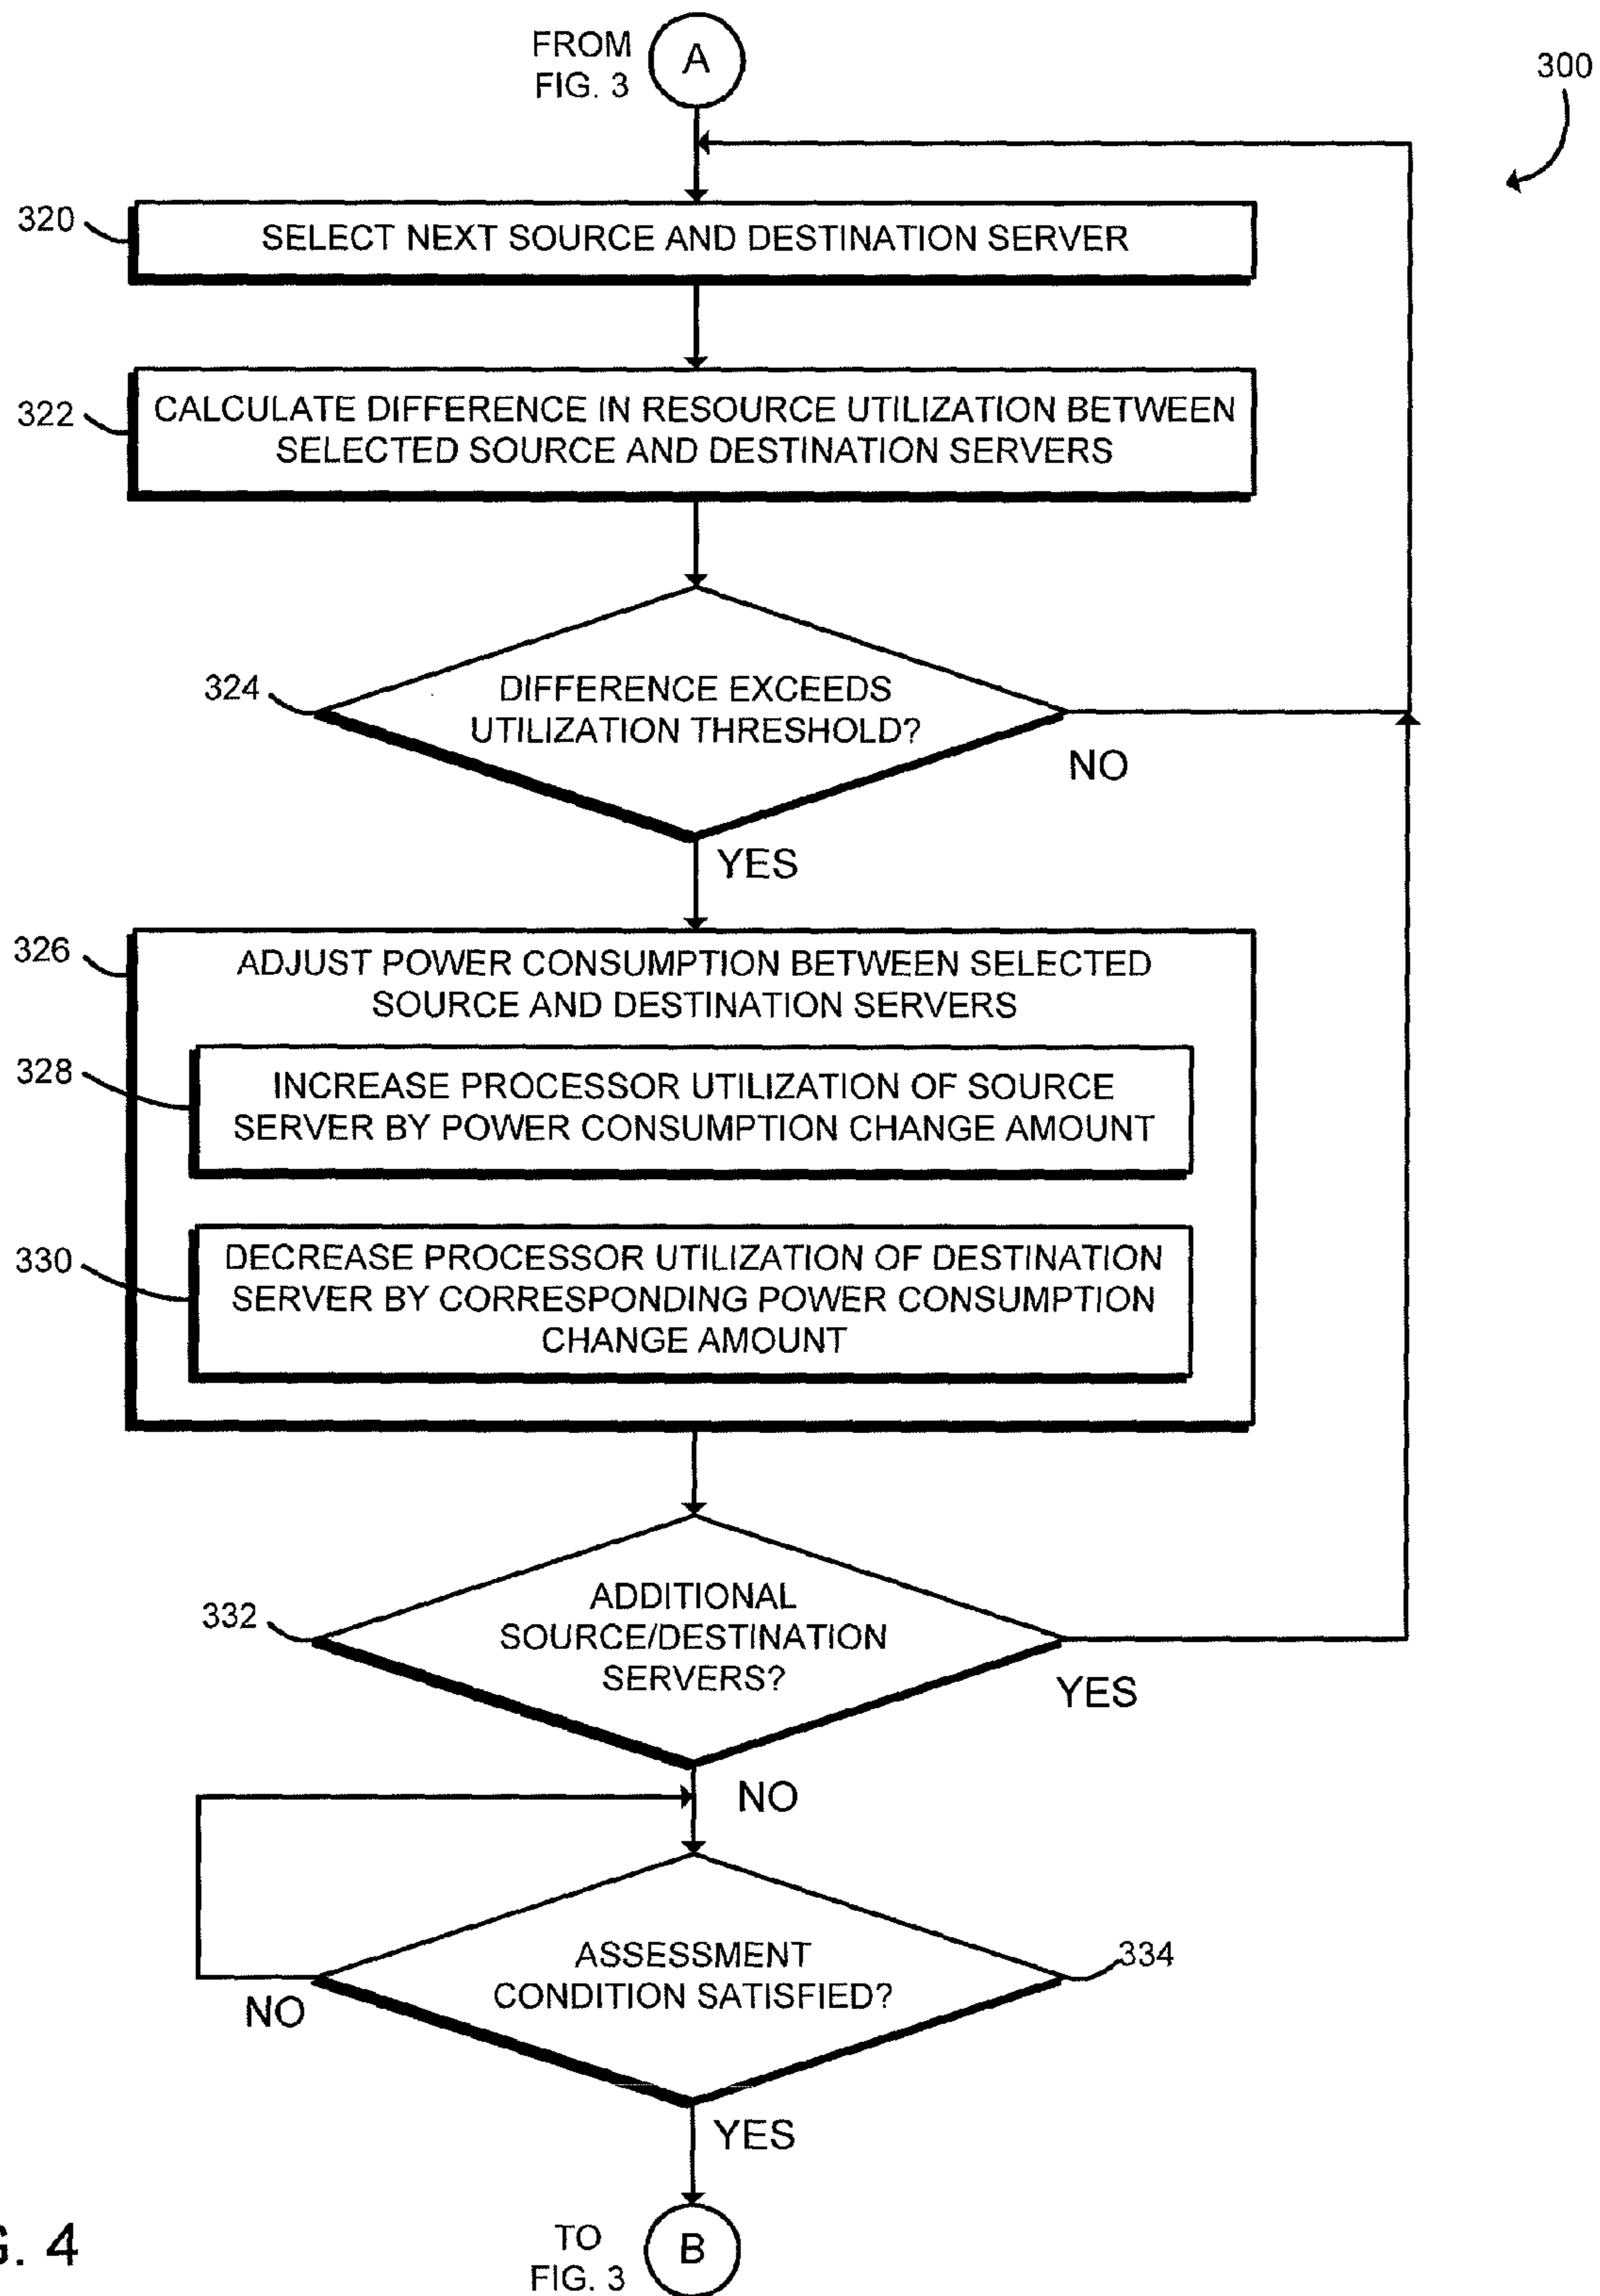 FROM
FIG. 3
A
300
320
SELECT NEXT SOURCE AND DESTINATION SERVER
322
CALCULATE DIFFERENCE IN RESOURCE UTILIZATION BETWEEN
SELECTED SOURCE AND DESTINATION SERVERS
324
DIFFERENCE EXCEEDS
UTILIZATION THRESHOLD?
NO
YES
326
ADJUST POWER CONSUMPTION BETWEEN SELECTED
SOURCE AND DESTINATION SERVERS
328
INCREASE PROCESSOR UTILIZATION OF SOURCE
SERVER BY POWER CONSUMPTION CHANGE AMOUNT
330
DECREASE PROCESSOR UTILIZATION OF DESTINATION
SERVER BY CORRESPONDING POWER CONSUMPTION
CHANGE AMOUNT
332
ADDITIONAL
SOURCE/DESTINATION
SERVERS?
YES
NO
334
ASSESSMENT
CONDITION SATISFIED?
NO
YES
TO
FIG. 3
B
G. 4